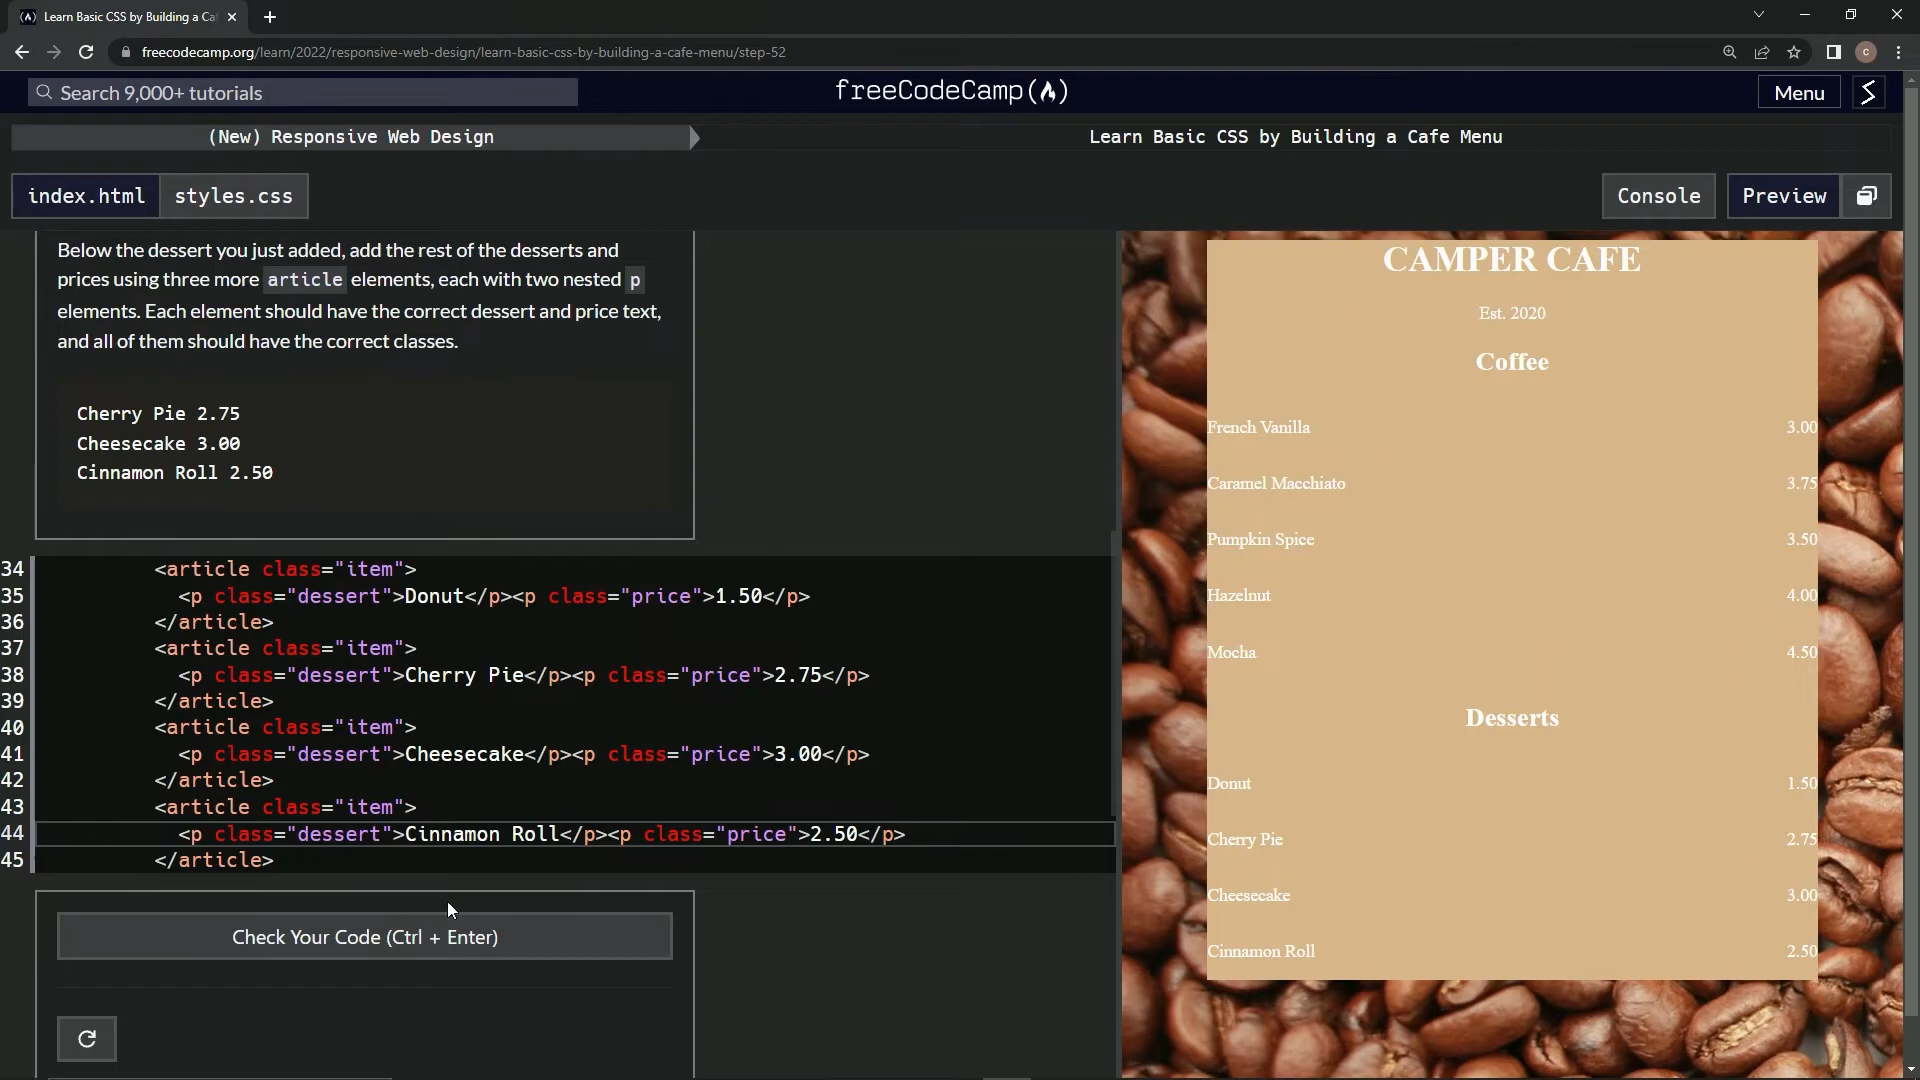 Learn Basic CSS by Building a Ca
freecodecamp.org/learn/2022/responsive-web-design/learn-basic-css-by-building-a-cafe-menu/step-52
C
Search 9,000+ tutorials
freeCodeCamp(🔥)
Menu
(New) Responsive Web Design
Learn Basic CSS by Building a Cafe Menu
index.html
styles.css
Console
Preview
Below the dessert you just added, add the rest of the desserts and
prices using three more article elements, each with two nested p
elements. Each element should have the correct dessert and price text,
and all of them should have the correct classes.
Cherry Pie 2.75
Cheesecake 3.00
Cinnamon Roll 2.50
34 <article class="item">
35 <p class="dessert">Donut</p><p class="price">1.50</p>
36 </article>
37 <article class="item">
38 <p class="dessert">Cherry Pie</p><p class="price">2.75</p>
39 </article>
40 <article class="item">
41 <p class="dessert">Cheesecake</p><p class="price">3.00</p>
42 </article>
43 <article class="item">
44 <p class="dessert">Cinnamon Roll</p><p class="price">2.50</p>
45 </article>
Check Your Code (Ctrl + Enter)
CAMPER CAFE
Est. 2020
Coffee
French Vanilla 3.00
Caramel Macchiato 3.75
Pumpkin Spice 3.50
Hazelnut 4.00
Mocha 4.50
Desserts
Donut 1.50
Cherry Pie 2.75
Cheesecake 3.00
Cinnamon Roll 2.50